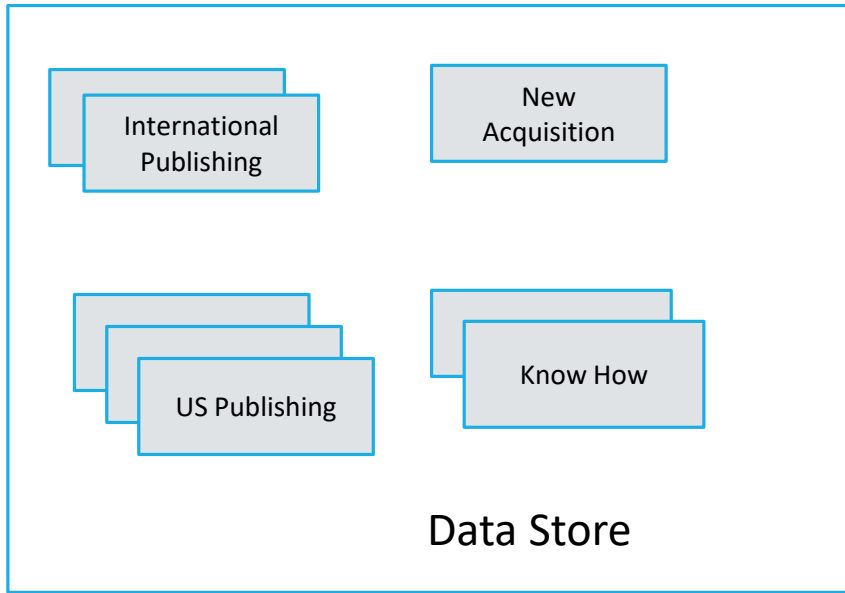 International
Publishing
New
Acquisition
US Publishing
Know How
Data Store